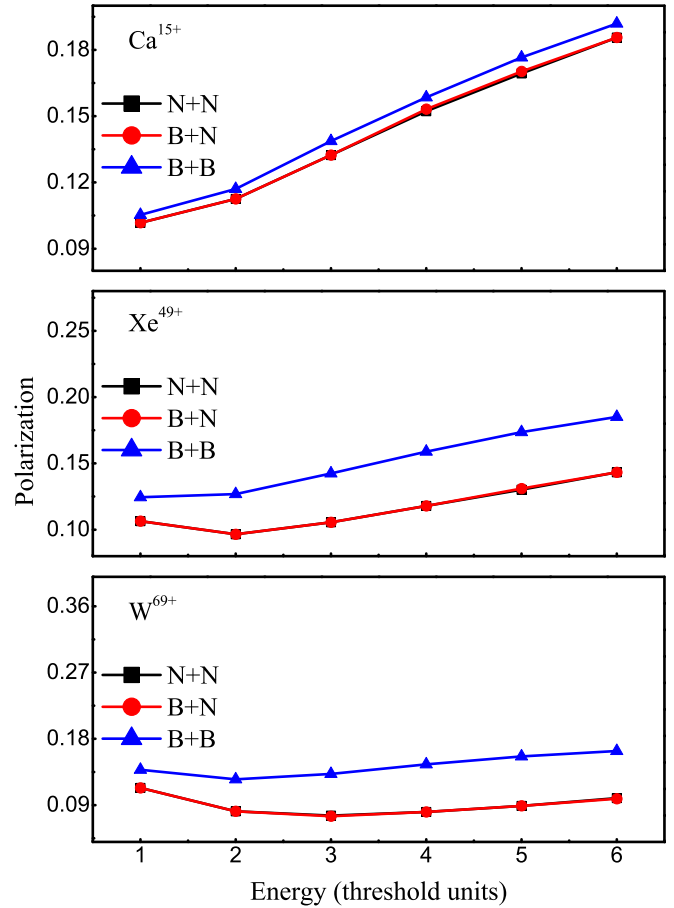 Ca15+
0.18
N+N
0.15
B+N
B+B
0.12
0.09
Xe49+
0.25
N+N
0.20
B+N
B+B
0.15
0.10
Polarization
W69+
0.36
N+N
0.27
B+N
B+B
0.18
0.09
1 2 3 4 5 6
Energy (threshold units)